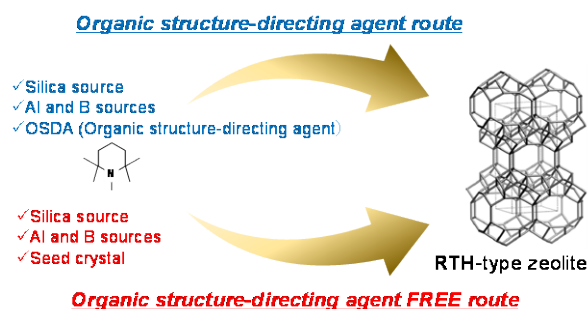 Organic structure-directing agent route
✓Silica source
✓Al and B sources
✓OSDA (Organic structure-directing agent)
N
✓Silica source
✓Al and B sources
✓Seed crystal
RTH-type zeolite
Organic structure-directing agent FREE route